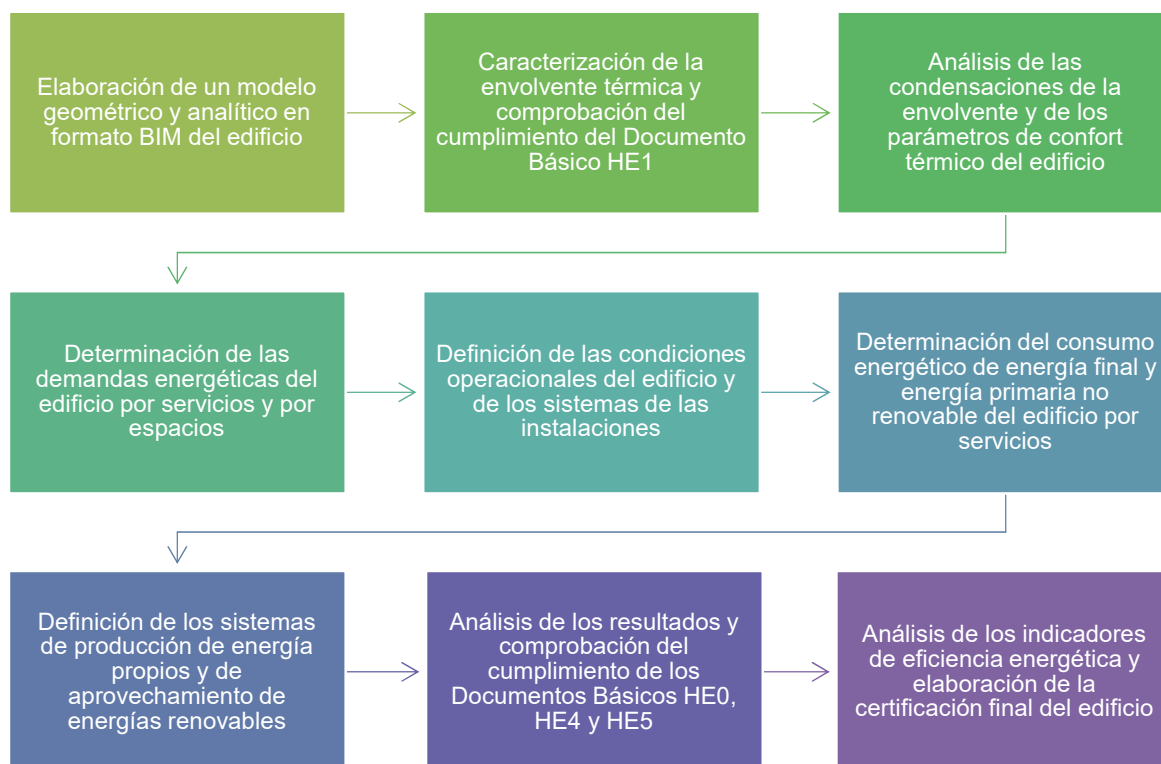 Elaboración de un modelo
geométrico y analítico en
formato BIM del edificio
Caracterización de la
envolvente térmica y
comprobación del
cumplimiento del Documento
Básico HE1
Análisis de las
condensaciones de la
envolvente y de los
parámetros de confort
térmico del edificio
Determinación de las
demandas energéticas del
edificio por servicios y por
espacios
Definición de las condiciones
operacionales del edificio y
de los sistemas de las
instalaciones
Determinación del consumo
energético de energía final y
energía primaria no
renovable del edificio por
servicios
Definición de los sistemas
de producción de energía
propios y de
aprovechamiento de
energías renovables
Análisis de los resultados y
comprobación del
cumplimiento de los
Documentos Básicos HE0,
HE4 y HE5
Análisis de los indicadores
de eficiencia energética y
elaboración de la
certificación final del edificio